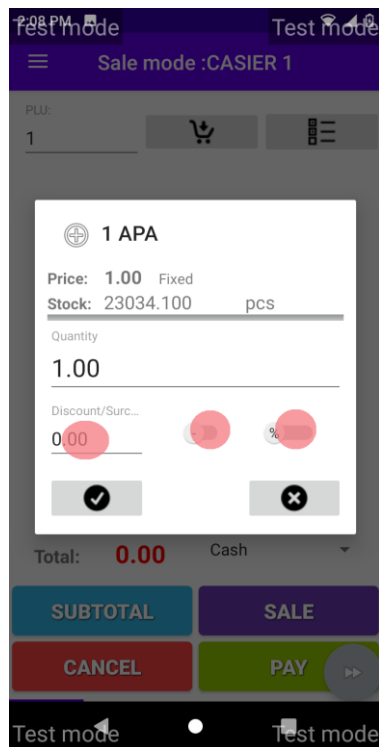 2:08 PM
Test mode Test mode
Sale mode :CASIER 1
PLU:
1
1 APA
Price: 1.00 Fixed
Stock: 23034.100 pcs
Quantity
1.00
Discount/Surc...
0.00 - %
Total: 0.00 Cash
SUBTOTAL SALE
CANCEL PAY
Test mode Test mode